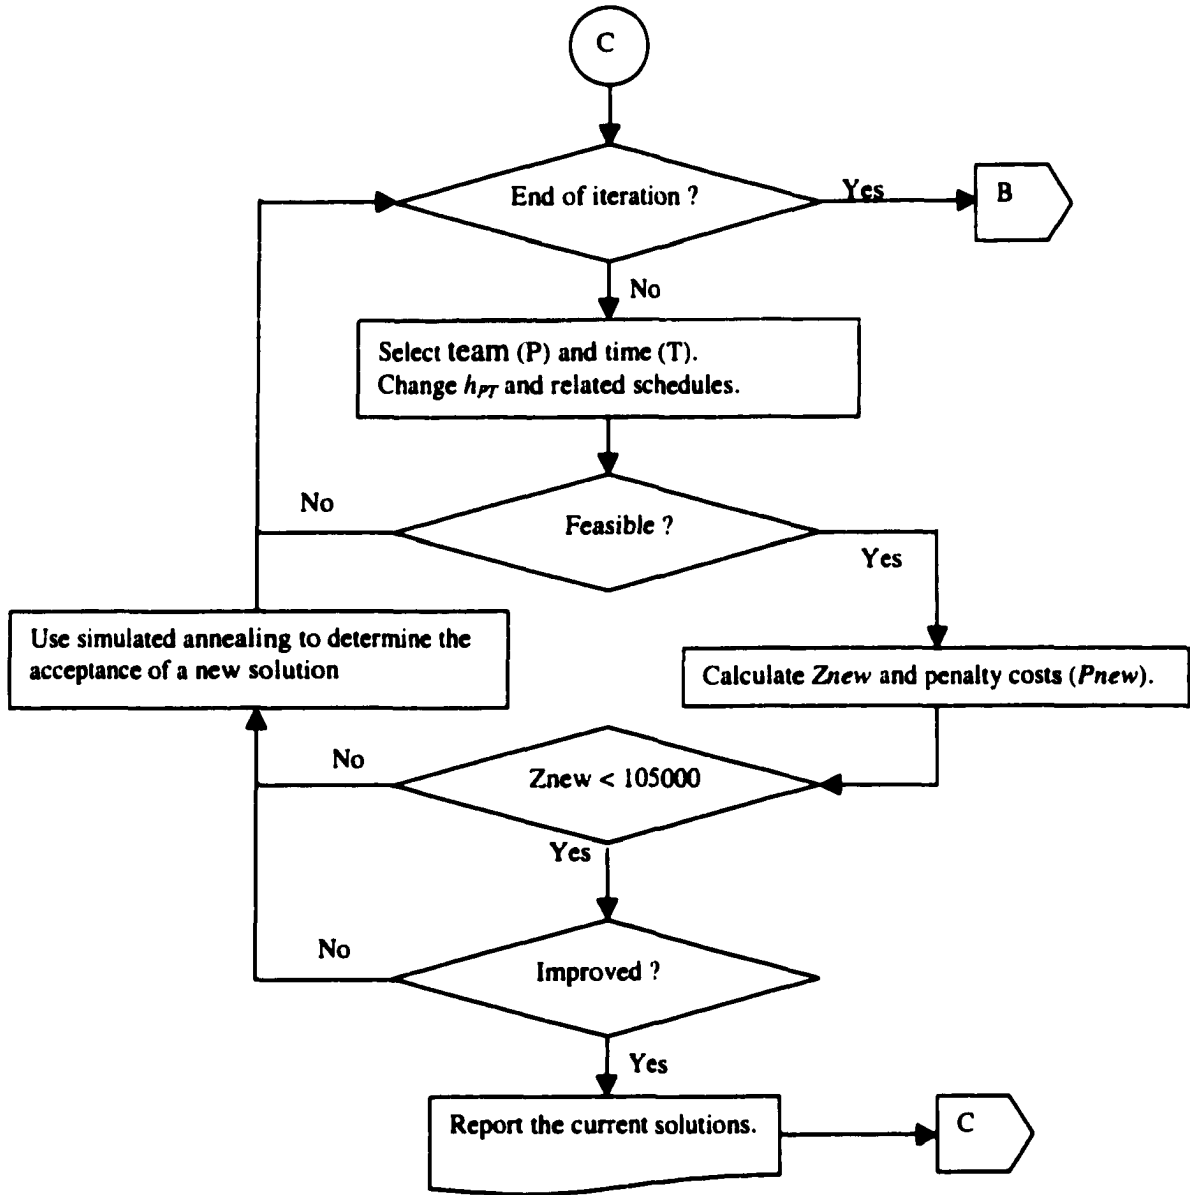 C
End of iteration ?
Yes
B
No
Select team (P) and time (T).
Change hPT and related schedules.
No
Feasible ?
Yes
Use simulated annealing to determine the
acceptance of a new solution
Calculate Znew and penalty costs (Pnew).
No
Znew < 105000
Yes
No
Improved ?
Yes
Report the current solutions.
C